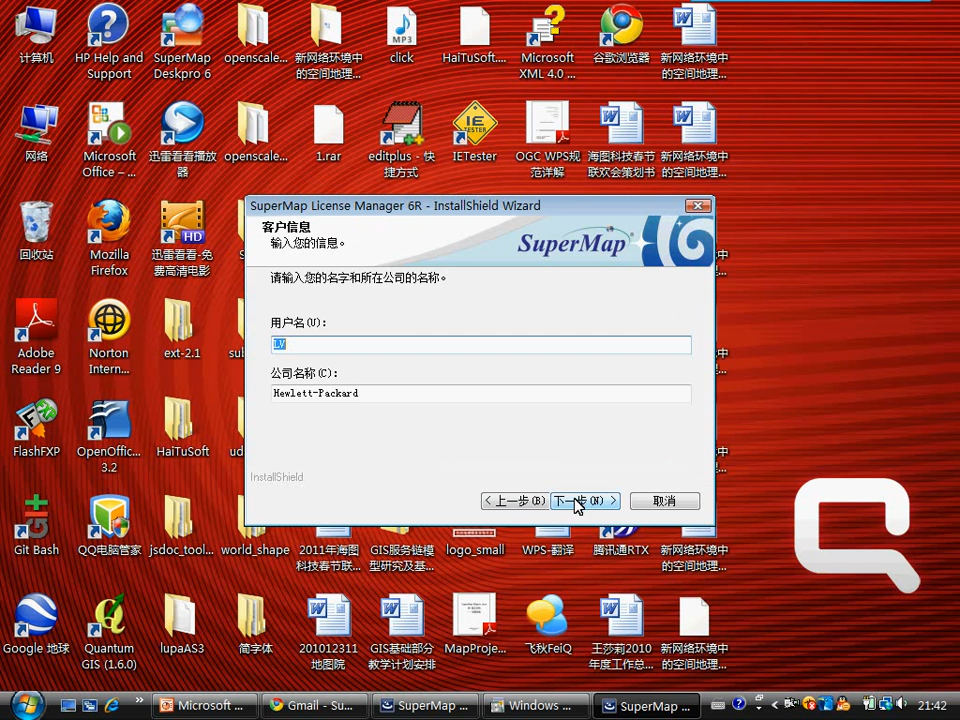 计算机
HP Help and
Support
SuperMap
Deskpro 6
openscale...
新网络环境中
的空间地理...
MP3
click
HaiTuSoft....
Microsoft
XML 4.0 ...
谷歌浏览器
新网络环境中
的空间地理...
网络
Microsoft
Office – ...
迅雷看看播放
器
openscale...
1.rar
editplus - 快
捷方式
IE
TESTER
IETester
OGC WPS规
范详解
海图科技春节
联欢会策划书
新网络环境中
的空间地理...
回收站
Mozilla
Firefox
HD
迅雷看看-免
费高清电影
SuperMap License Manager 6R - InstallShield Wizard
客户信息
输入您的信息。
SuperMap
请输入您的名字和所在公司的名称。
用户名(U):
LV
公司名称(C):
Hewlett-Packard
InstallShield
< 上一步(B)
下一步(N) >
取消
Adobe
Reader 9
Norton
Intern...
ext-2.1
FlashFXP
OpenOffic...
3.2
HaiTuSoft
Git Bash
QQ电脑管家
jsdoc_tool...
world_shape
2011年海图
科技春节联...
GIS服务链模
型研究及基...
logo_small
WPS-翻译
腾讯通RTX
新网络环境中
的空间地理...
Google 地球
Quantum
GIS (1.6.0)
lupaAS3
简字体
201012311
地图院
GIS基础部分
教学计划安排
MapProje...
飞秋FeiQ
王莎莉2010
年度工作总...
新网络环境中
的空间地理...
Microsoft ...
Gmail - Su...
SuperMap ...
Windows ...
SuperMap ...
21:42